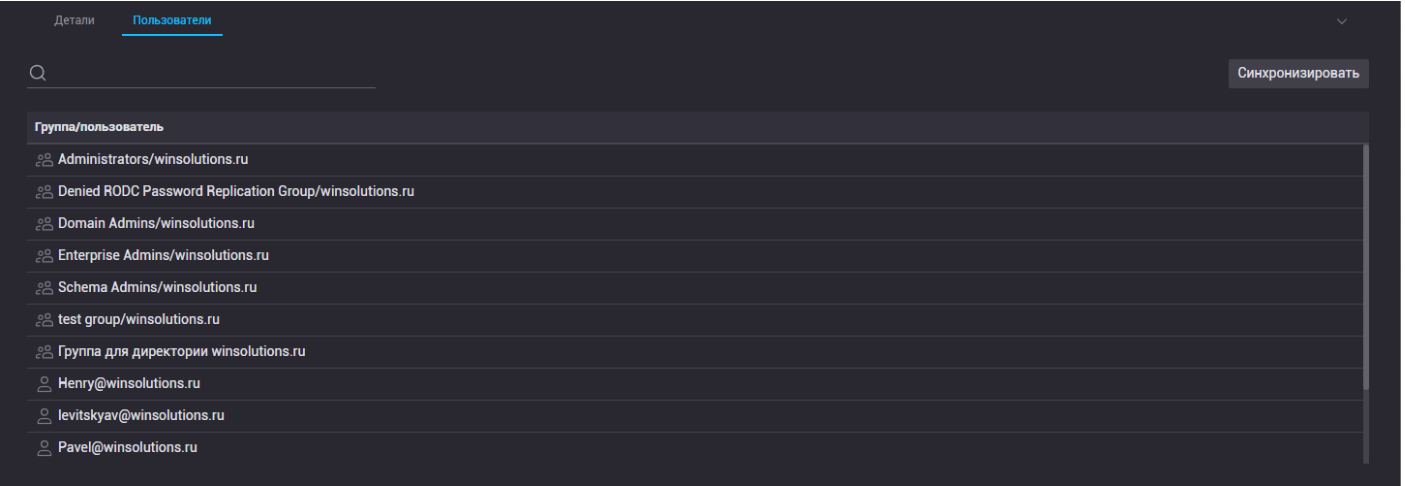 Детали Пользователи
Синхронизировать
Группа/пользователь
Administrators/winsolutions.ru
Denied RODC Password Replication Group/winsolutions.ru
Domain Admins/winsolutions.ru
Enterprise Admins/winsolutions.ru
Schema Admins/winsolutions.ru
test group/winsolutions.ru
Группа для директории winsolutions.ru
Henry@winsolutions.ru
levitskyav@winsolutions.ru
Pavel@winsolutions.ru